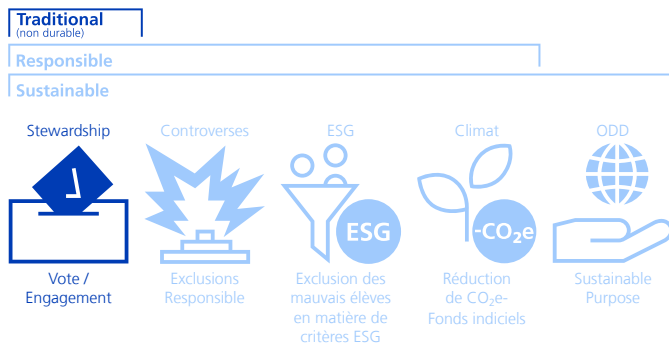 Traditional
(non durable)
Responsible
Sustainable
Stewardship
Controverses
ESG
Climat
ODD
ESG
-CO₂e
Vote /
Engagement
Exclusions
Responsible
Exclusion des
mauvais élèves
en matière de
critères ESG
Réduction
de CO₂e-
Fonds indiciels
Sustainable
Purpose